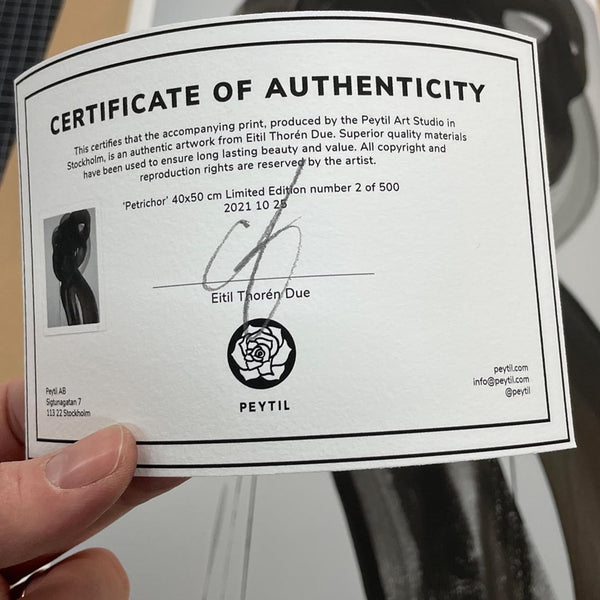 CERTIFICATE OF AUTHENTICITY
This certifies that the accompanying print, produced by the Peytil Art Studio in
Stockholm, is an authentic artwork from Eitil Thorén Due. Superior quality materials
have been used to ensure long lasting beauty and value. All copyright and
reproduction rights are reserved by the artist.
'Petrichor' 40x50 cm Limited Edition number 2 of 500
2021 10 25
Eitil Thorén Due
PEYTIL
Peytil AB
Sigtunagatan 7
113 22 Stockholm
peytil.com
info@peytil.com
@peytil